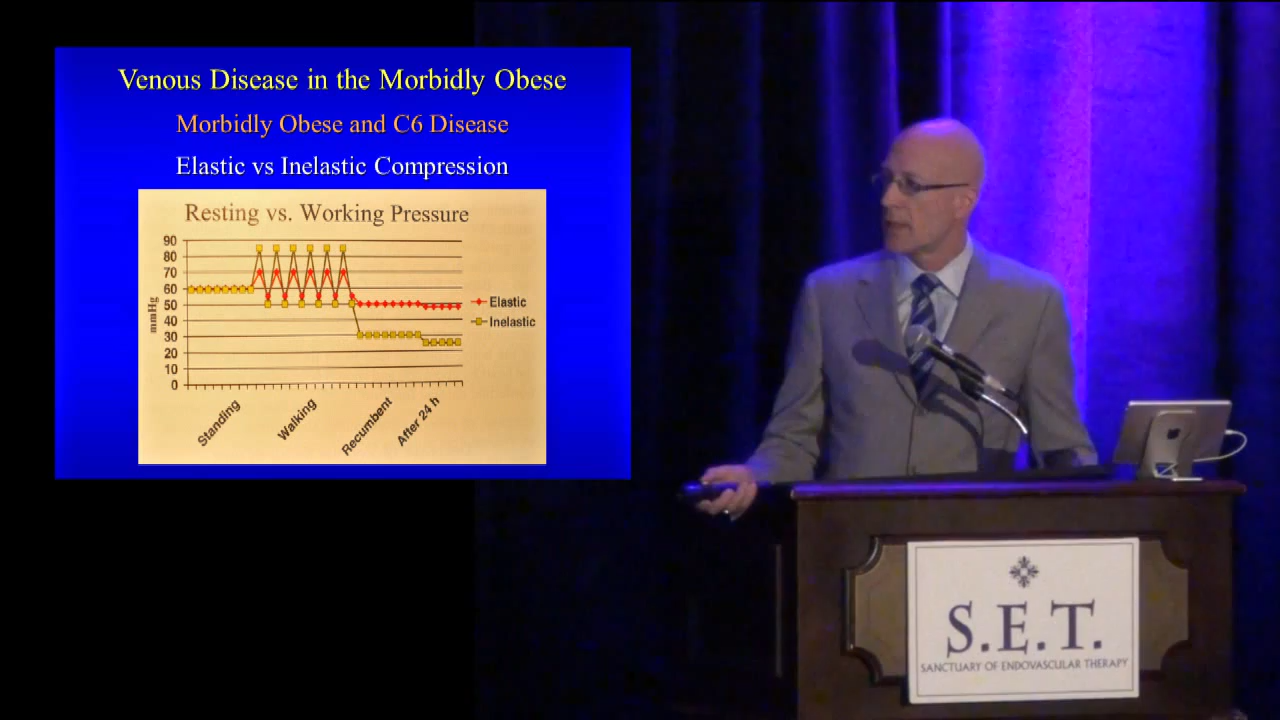 Venous Disease in the Morbidly Obese
Morbidly Obese and C6 Disease
Elastic vs Inelastic Compression
Resting vs. Working Pressure
90
80
70
60
50
40
30
20
10
0
mmHg
Standing
Walking
Recumbent
After 24 h
Elastic
Inelastic
S.E.T.
SANCTUARY OF ENDOVASCULAR THERAPY